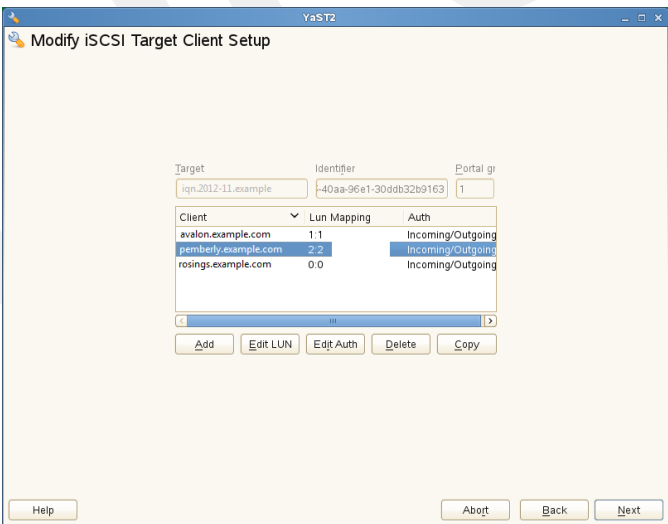 YaST2
Modify iSCSI Target Client Setup
Target Identifier Portal gr
iqn.2012-11.example -40aa-96e1-30ddb32b9163 1
Client Lun Mapping Auth
avalon.example.com 1:1 Incoming/Outgoing
pemberly.example.com 2:2 Incoming/Outgoing
rosings.example.com 0:0 Incoming/Outgoing
Add Edit LUN Edit Auth Delete Copy
Help Abort Back Next